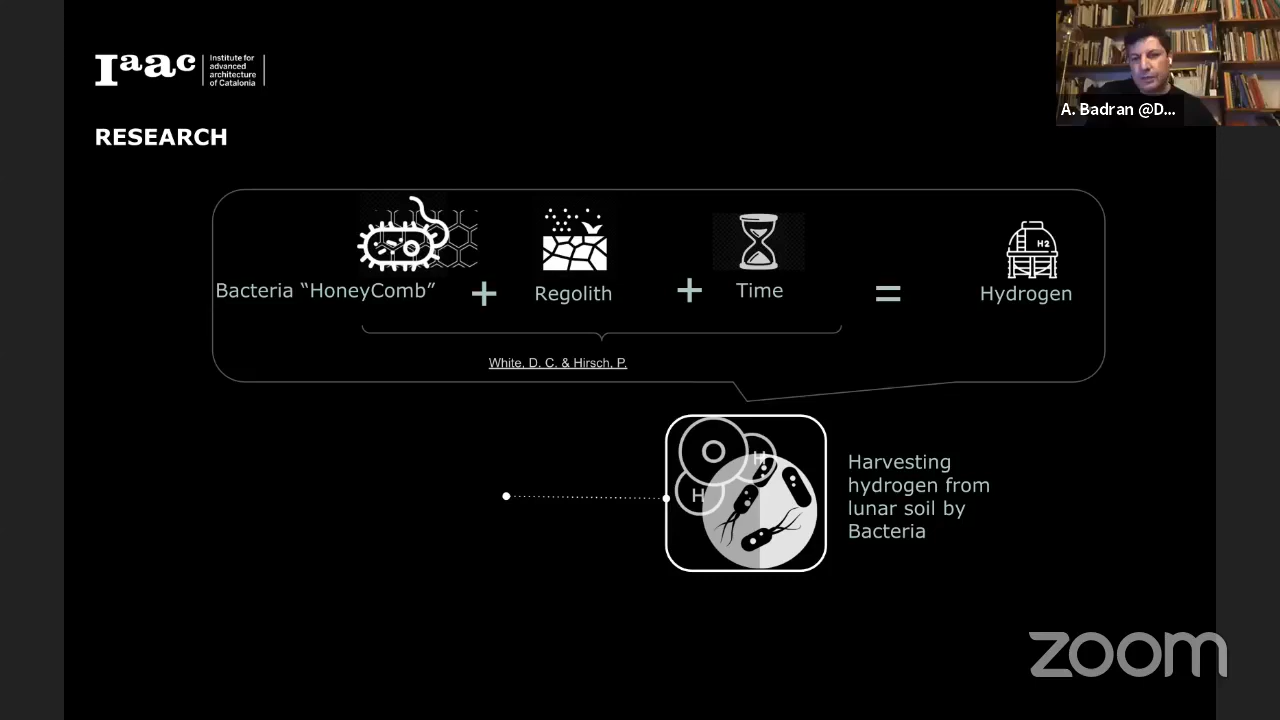 Iaac
Institute for
advanced
architecture
of Catalonia
A. Badran @D...
RESEARCH
H2
Bacteria “HoneyComb”
+
Regolith
+
Time
=
Hydrogen
White, D. C. & Hirsch, P.
H
H
Harvesting
hydrogen from
lunar soil by
Bacteria
zoom